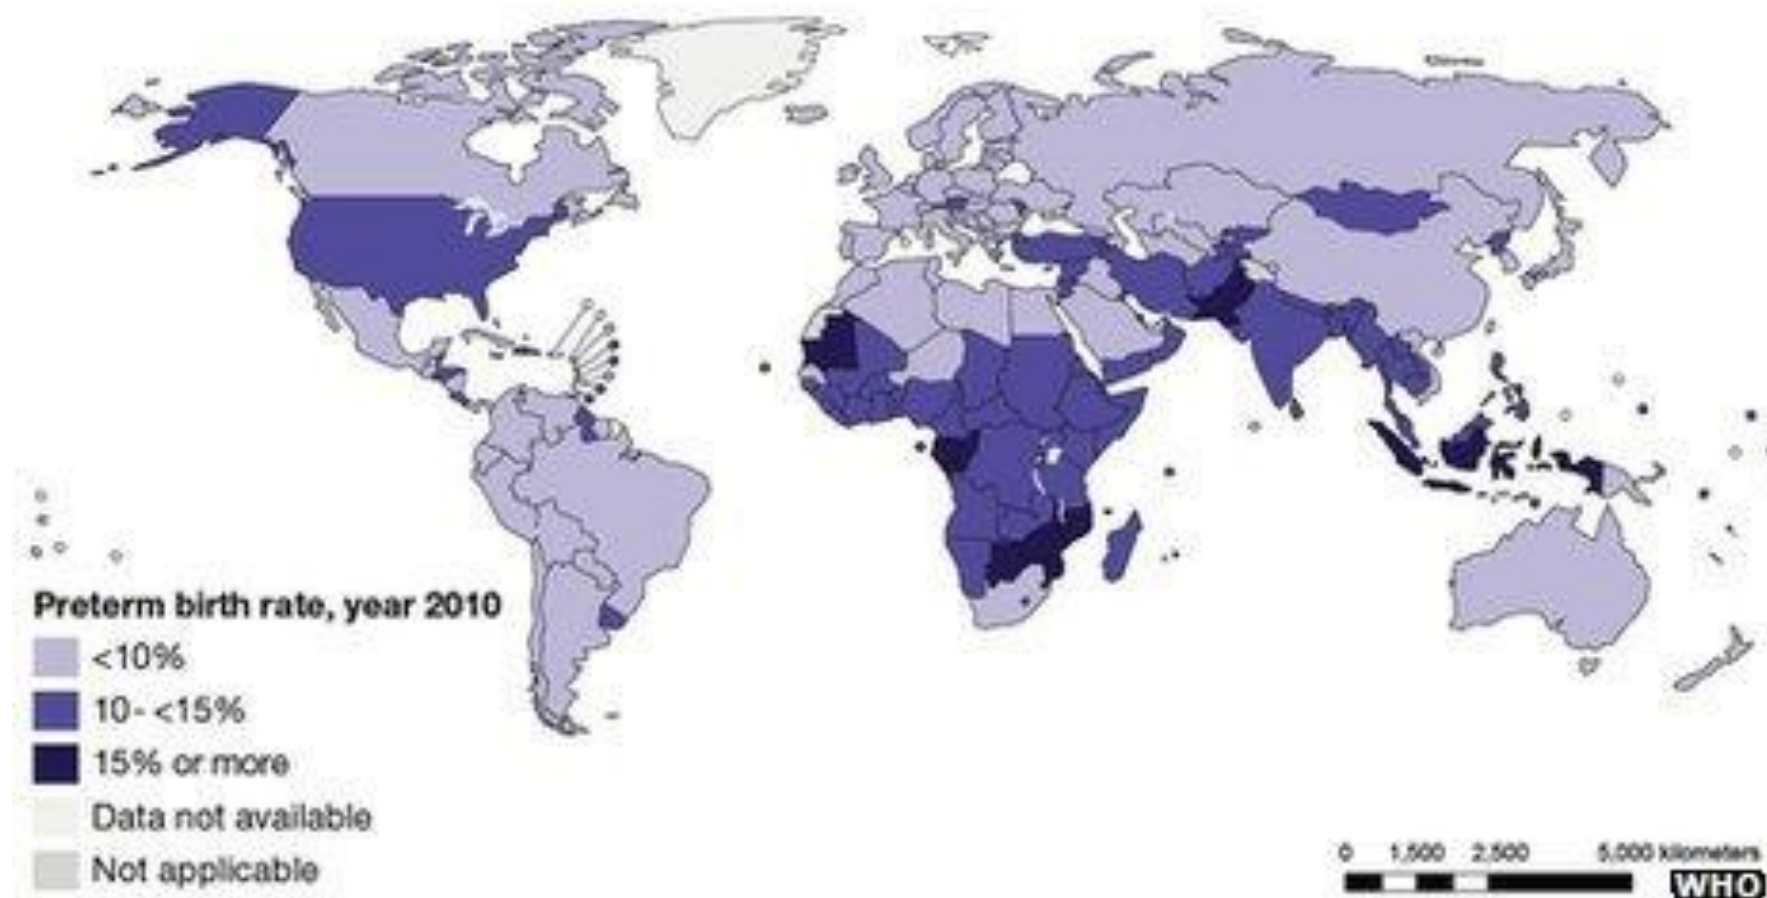 Preterm birth rate, year 2010
<10%
10- <15%
15% or more
Data not available
Not applicable
0 1,500 2,500 5,000 kilometers
WHO